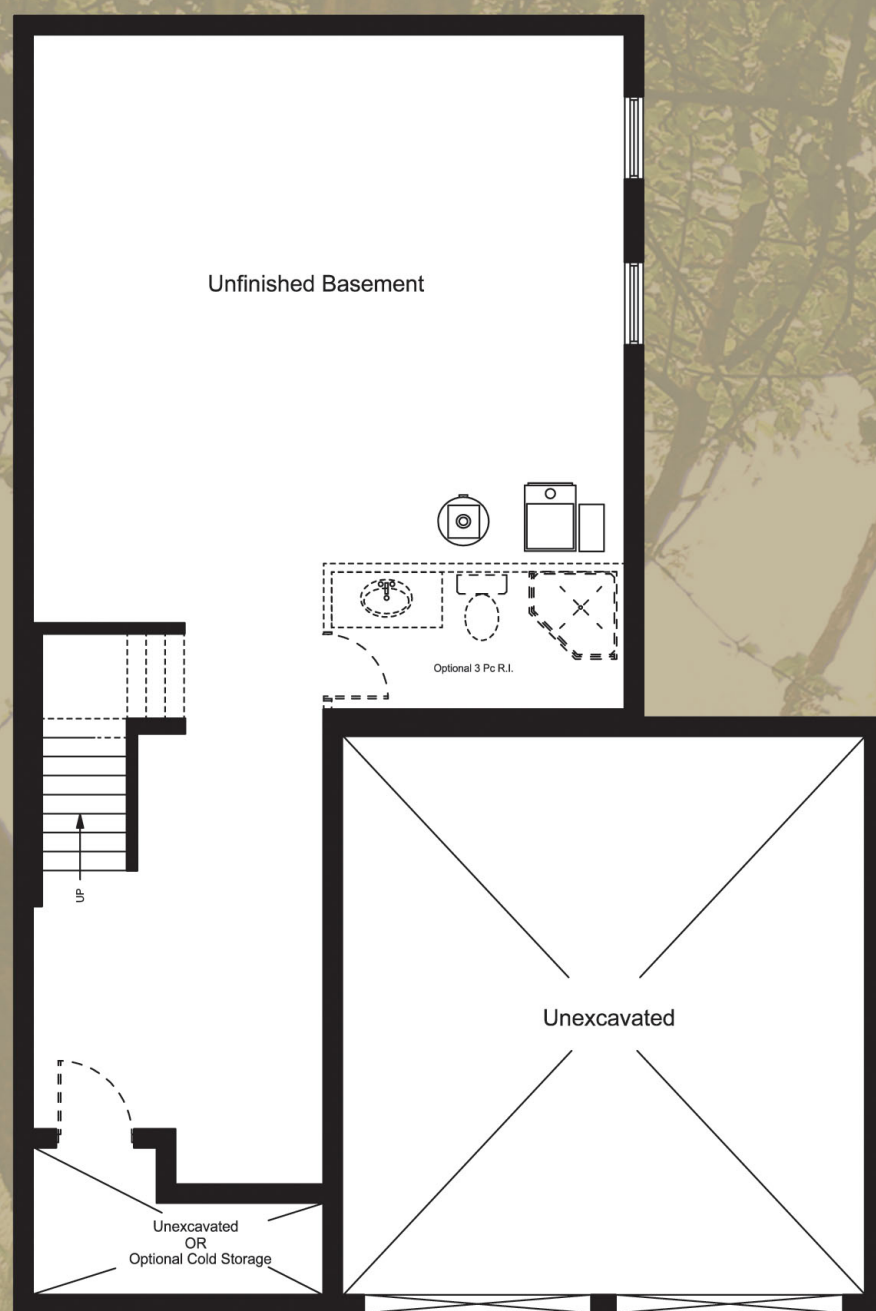 Unfinished Basement
Optional 3 Pc R.I.
UP
Unexcavated
Unexcavated
OR
Optional Cold Storage